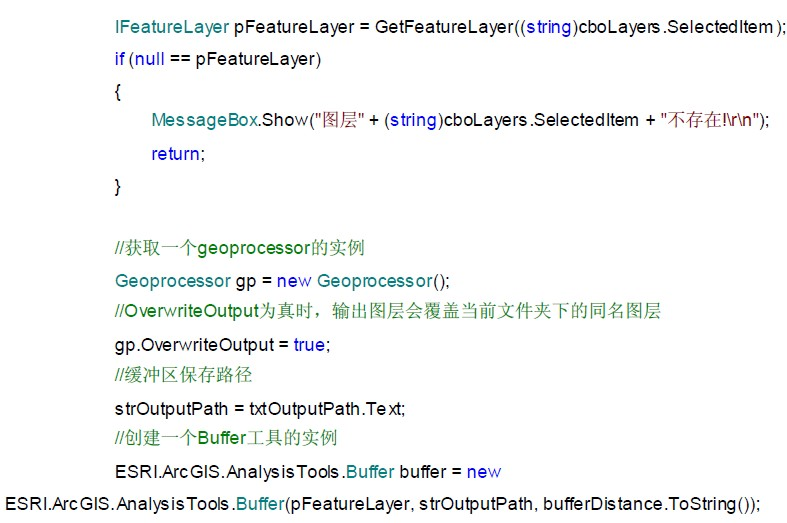 IFeatureLayer pFeatureLayer = GetFeatureLayer((string)cboLayers.SelectedItem);
if (null == pFeatureLayer)
{
MessageBox.Show("图层" + (string)cboLayers.SelectedItem + "不存在!\r\n");
return;
}
//获取一个geoprocessor的实例
Geoprocessor gp = new Geoprocessor();
//OverwriteOutput为真时，输出图层会覆盖当前文件夹下的同名图层
gp.OverwriteOutput = true;
//缓冲区保存路径
strOutputPath = txtOutputPath.Text;
//创建一个Buffer工具的实例
ESRI.ArcGIS.AnalysisTools.Buffer buffer = new
ESRI.ArcGIS.AnalysisTools.Buffer(pFeatureLayer, strOutputPath, bufferDistance.ToString());